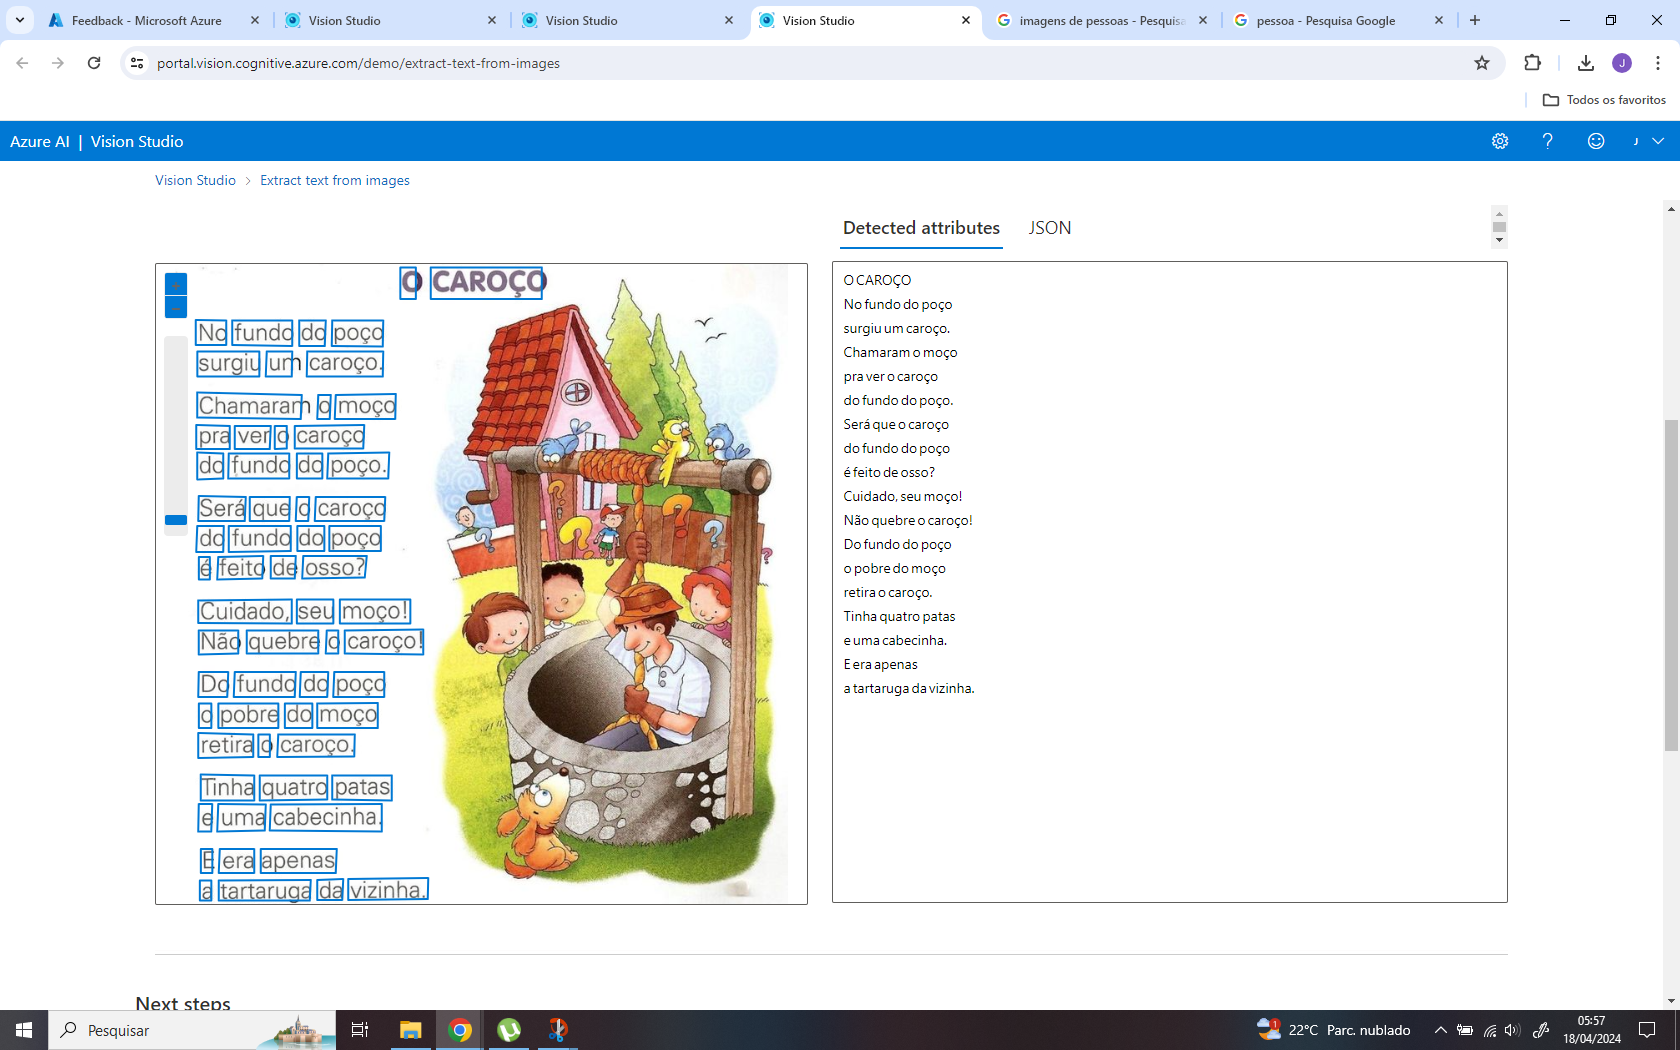 Feedback - Microsoft Azure
Vision Studio
Vision Studio
Vision Studio
imagens de pessoas - Pesquisa
pessoa - Pesquisa Google
portal.vision.cognitive.azure.com/demo/extract-text-from-images
J
Todos os favoritos
Azure AI | Vision Studio
J
Vision Studio > Extract text from images
O CAROÇO
No fundo do poço
surgiu um caroço.
Chamaram o moço
pra ver o caroço
do fundo do poço.
Será que o caroço
do fundo do poço
é feito de osso?
Cuidado, seu moço!
Não quebre o caroço!
Do fundo do poço
o pobre do moço
retira o caroço.
Tinha quatro patas
e uma cabecinha.
E era apenas
a tartaruga da vizinha.
Detected attributes
JSON
O CAROÇO
No fundo do poço
surgiu um caroço.
Chamaram o moço
pra ver o caroço
do fundo do poço.
Será que o caroço
do fundo do poço
é feito de osso?
Cuidado, seu moço!
Não quebre o caroço!
Do fundo do poço
o pobre do moço
retira o caroço.
Tinha quatro patas
e uma cabecinha.
E era apenas
a tartaruga da vizinha.
Next steps
Pesquisar
1
22°C Parc. nublado
05:57
18/04/2024